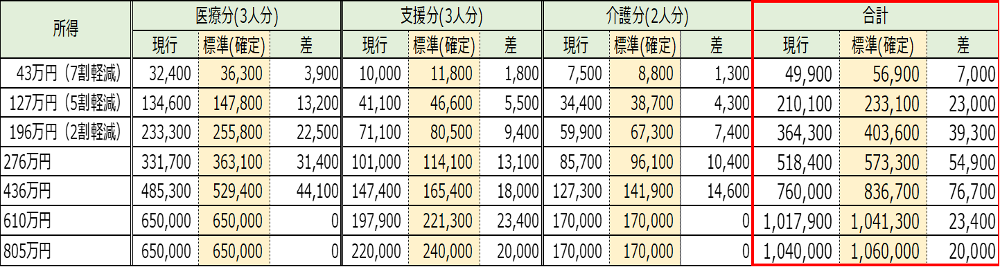 所得 医療分(3人分) 支援分(3人分) 介護分(2人分) 合計
現行 標準(確定) 差 現行 標準(確定) 差 現行 標準(確定) 差 現行 標準(確定) 差
43万円（7割軽減） 32,400 36,300 3,900 10,000 11,800 1,800 7,500 8,800 1,300 49,900 56,900 7,000
127万円（5割軽減） 134,600 147,800 13,200 41,100 46,600 5,500 34,400 38,700 4,300 210,100 233,100 23,000
196万円（2割軽減） 233,300 255,800 22,500 71,100 80,500 9,400 59,900 67,300 7,400 364,300 403,600 39,300
276万円 331,700 363,100 31,400 101,000 114,100 13,100 85,700 96,100 10,400 518,400 573,300 54,900
436万円 485,300 529,400 44,100 147,400 165,400 18,000 127,300 141,900 14,600 760,000 836,700 76,700
610万円 650,000 650,000 0 197,900 221,300 23,400 170,000 170,000 0 1,017,900 1,041,300 23,400
805万円 650,000 650,000 0 220,000 240,000 20,000 170,000 170,000 0 1,040,000 1,060,000 20,000